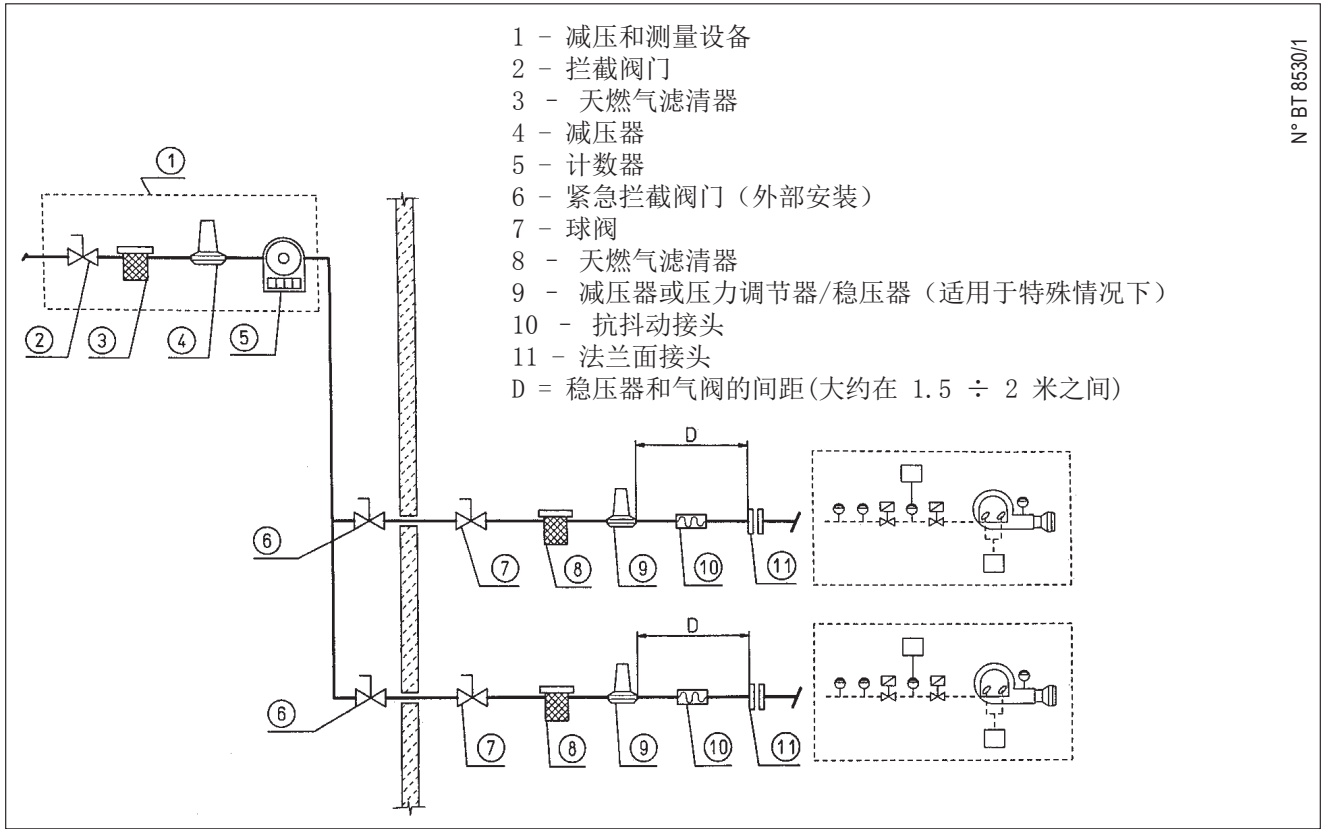 1 - 减压和测量设备
2 - 拦截阀门
3 - 天燃气滤清器
4 - 减压器
5 - 计数器
6 - 紧急拦截阀门（外部安装）
7 - 球阀
8 - 天燃气滤清器
9 - 减压器或压力调节器/稳压器（适用于特殊情况下）
10 - 抗抖动接头
11 - 法兰面接头
D = 稳压器和气阀的间距(大约在 1.5 ÷ 2 米之间)
N° BT 8530/1
1
2
3
4
5
D
6
7
8
9
10
11
D
6
7
8
9
10
11